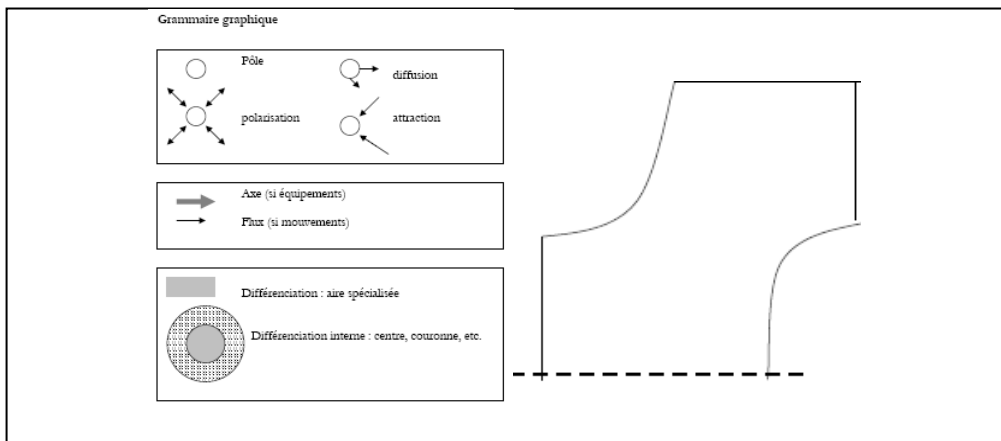 Grammaire graphique
Pôle
diffusion
polarisation
attraction
Axe (si équipements)
Flux (si mouvements)
Différenciation : aire spécialisée
Différenciation interne : centre, couronne, etc.